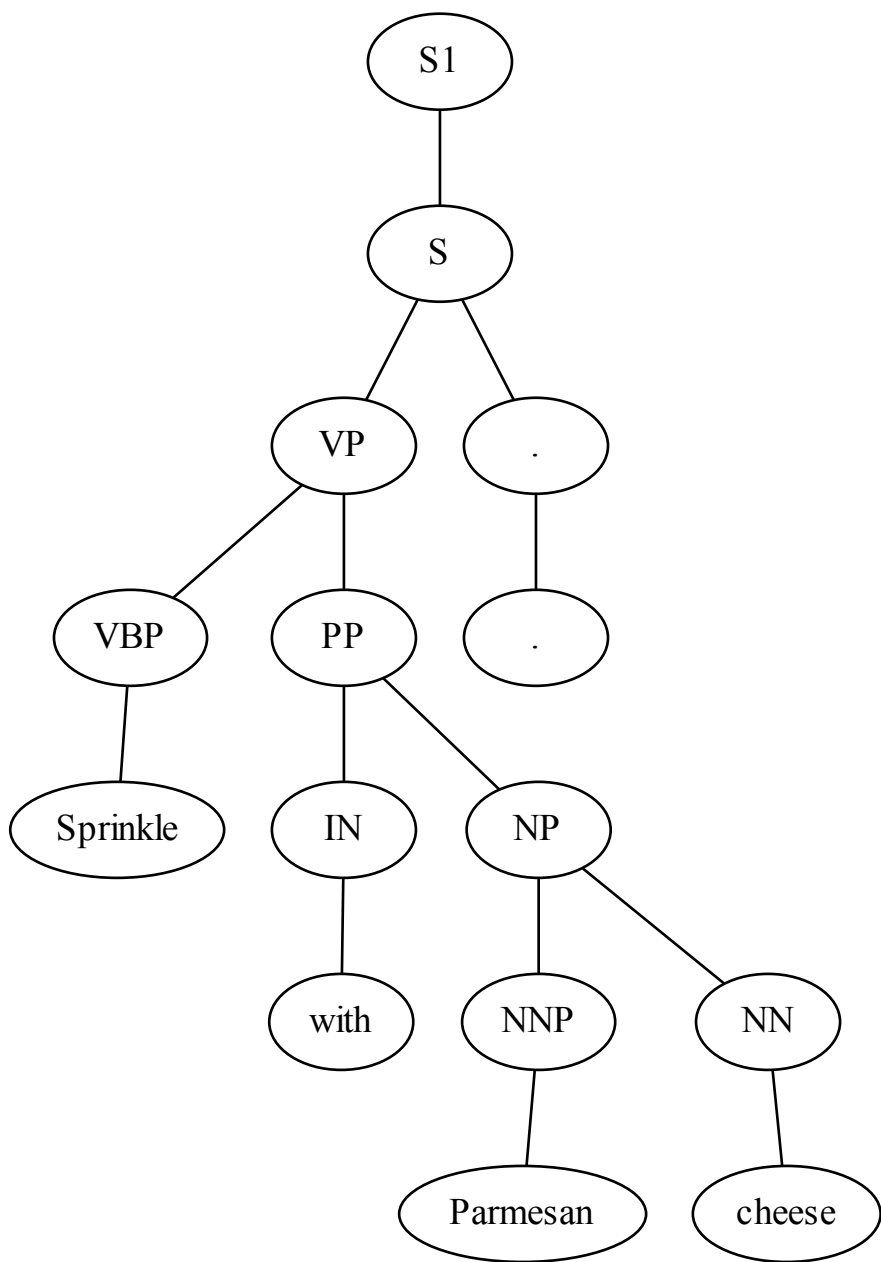 S1
S
VP .
VBP PP .
Sprinkle IN NP
with NNP NN
Parmesan cheese